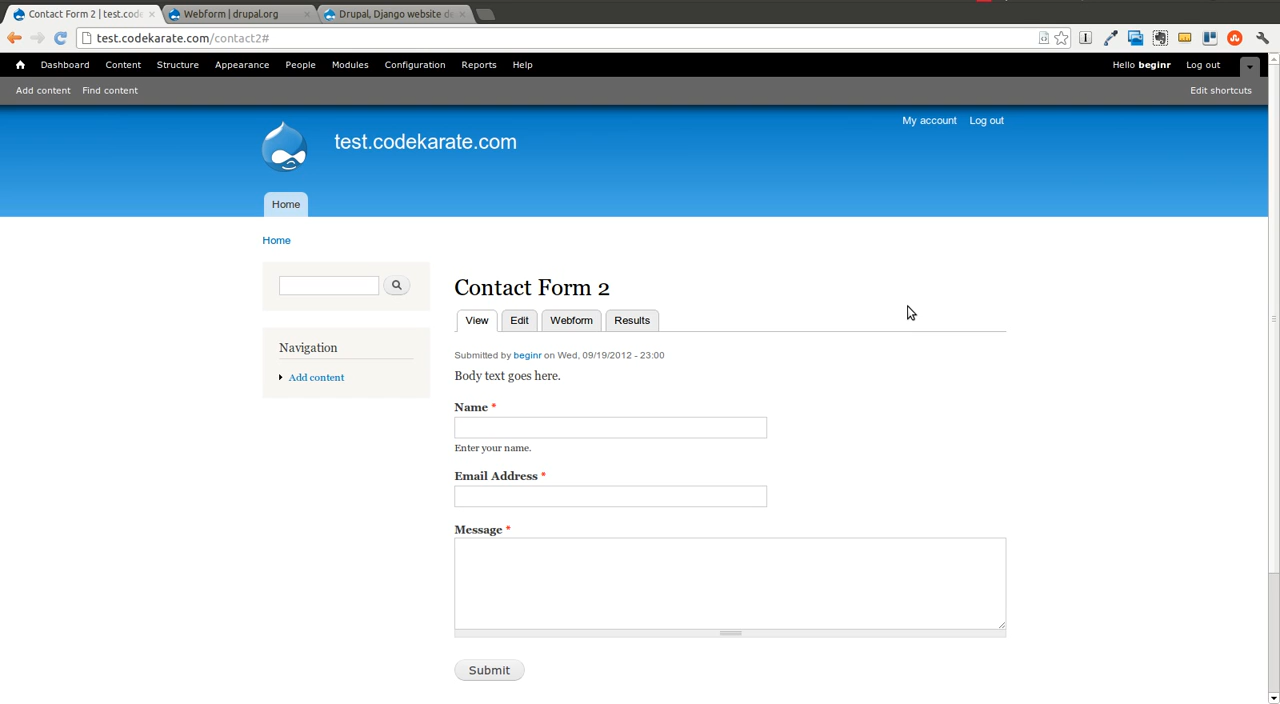 Contact Form 2 | test.code
Webform | drupal.org
Drupal, Django website de
test.codekarate.com/contact2#
Dashboard Content Structure Appearance People Modules Configuration Reports Help
Hello beginr Log out
Add content Find content
Edit shortcuts
My account Log out
test.codekarate.com
Home
Home
Contact Form 2
View Edit Webform Results
Navigation
Add content
Submitted by beginr on Wed, 09/19/2012 - 23:00
Body text goes here.
Name *
Enter your name.
Email Address *
Message *
Submit